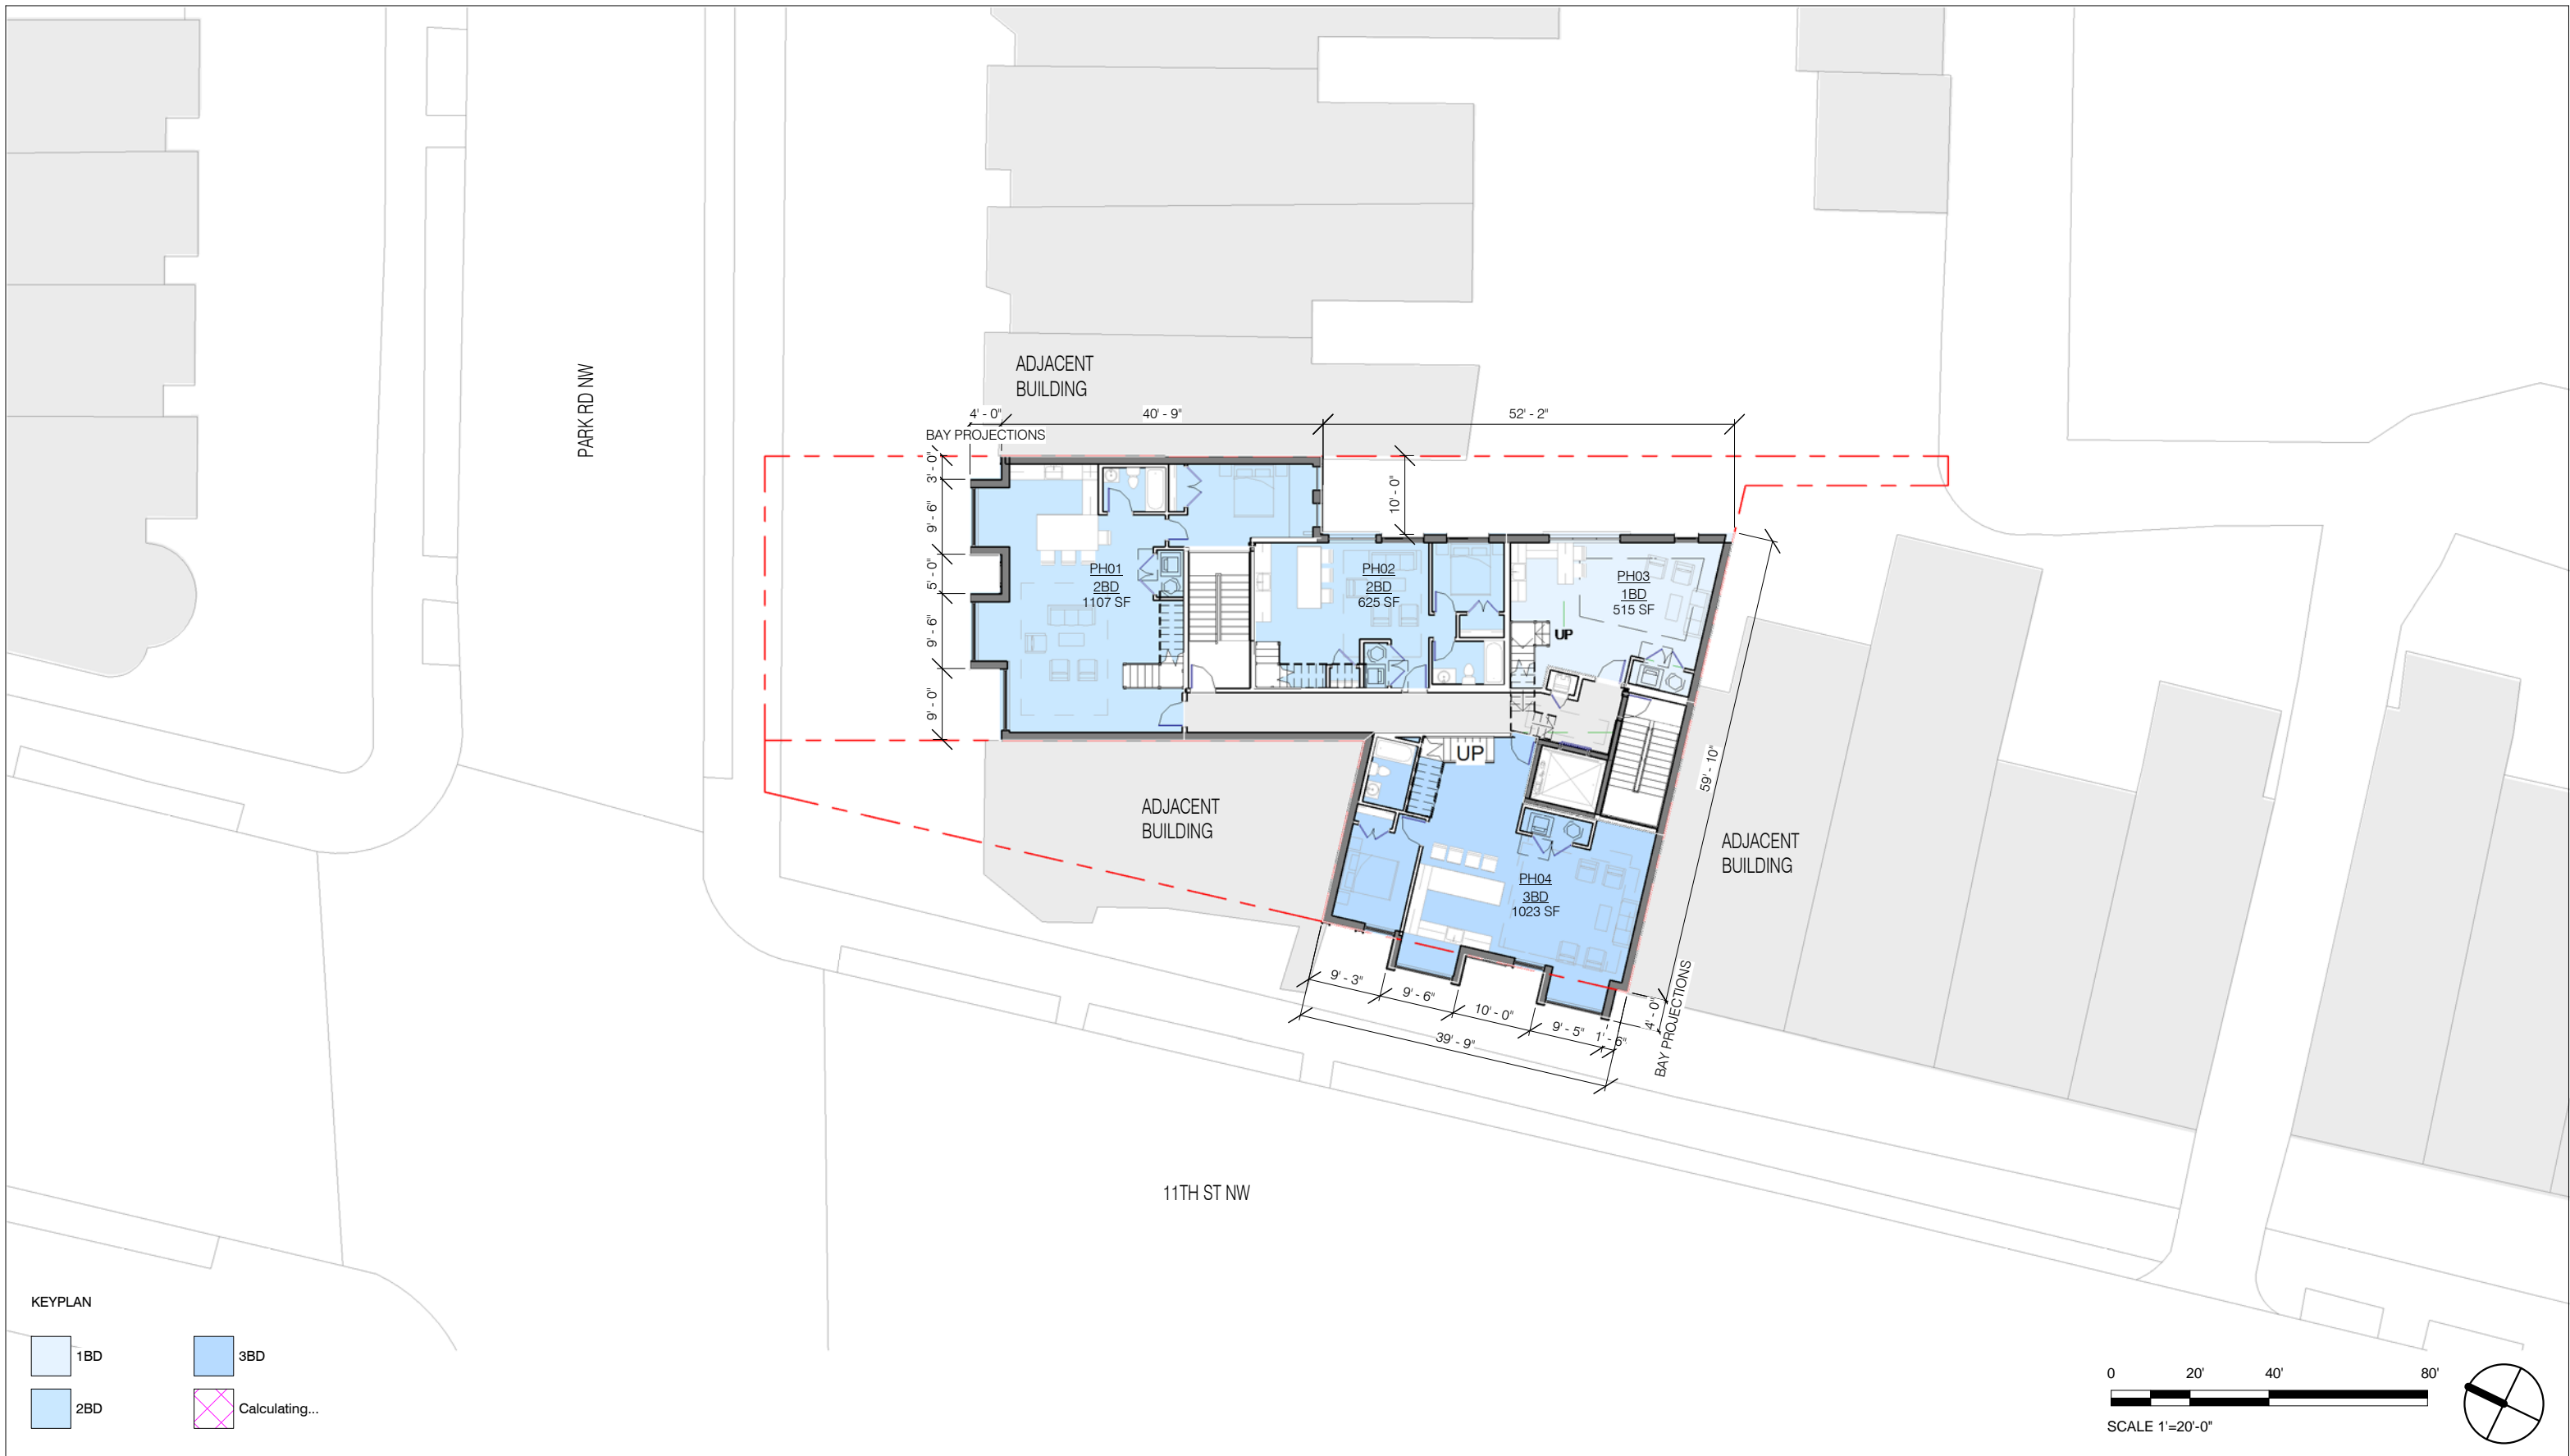 PARK RD NW
ADJACENT
BUILDING
4' - 0"
40' - 9"
52' - 2"
BAY PROJECTIONS
3' - 0"
9' - 6"
5' - 0"
9' - 6"
9' - 0"
10' - 0"
PH01
2BD
1107 SF
PH02
2BD
625 SF
PH03
1BD
515 SF
UP
UP
59' - 10"
ADJACENT
BUILDING
ADJACENT
BUILDING
PH04
3BD
1023 SF
9' - 3"
9' - 6"
10' - 0"
9' - 5"
1' - 6"
39' - 9"
4' - 0"
BAY PROJECTIONS
11TH ST NW
KEYPLAN
1BD
3BD
2BD
Calculating...
0 20' 40' 80'
SCALE 1'=20'-0"